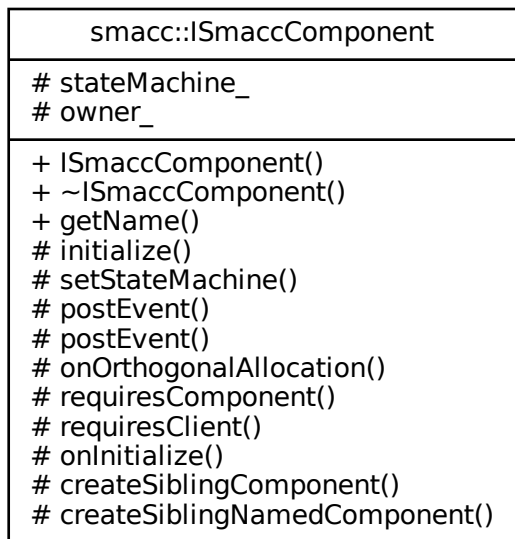 smacc::ISmaccComponent
# stateMachine_
# owner_
+ ISmaccComponent()
+ ~ISmaccComponent()
+ getName()
# initialize()
# setStateMachine()
# postEvent()
# postEvent()
# onOrthogonalAllocation()
# requiresComponent()
# requiresClient()
# onInitialize()
# createSiblingComponent()
# createSiblingNamedComponent()